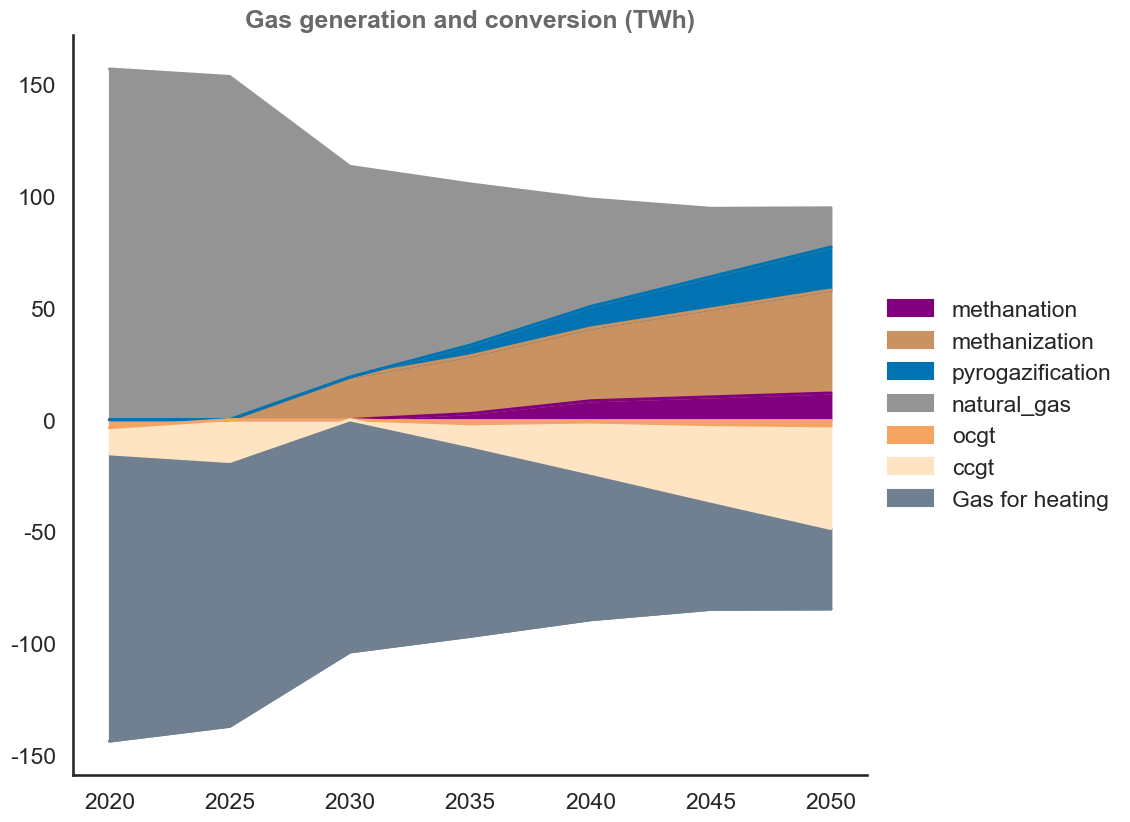 Gas generation and conversion (TWh)
150
100
50
0
-50
-100
-150
2020 2025 2030 2035 2040 2045 2050
methanation
methanization
pyrogazification
natural_gas
ocgt
ccgt
Gas for heating